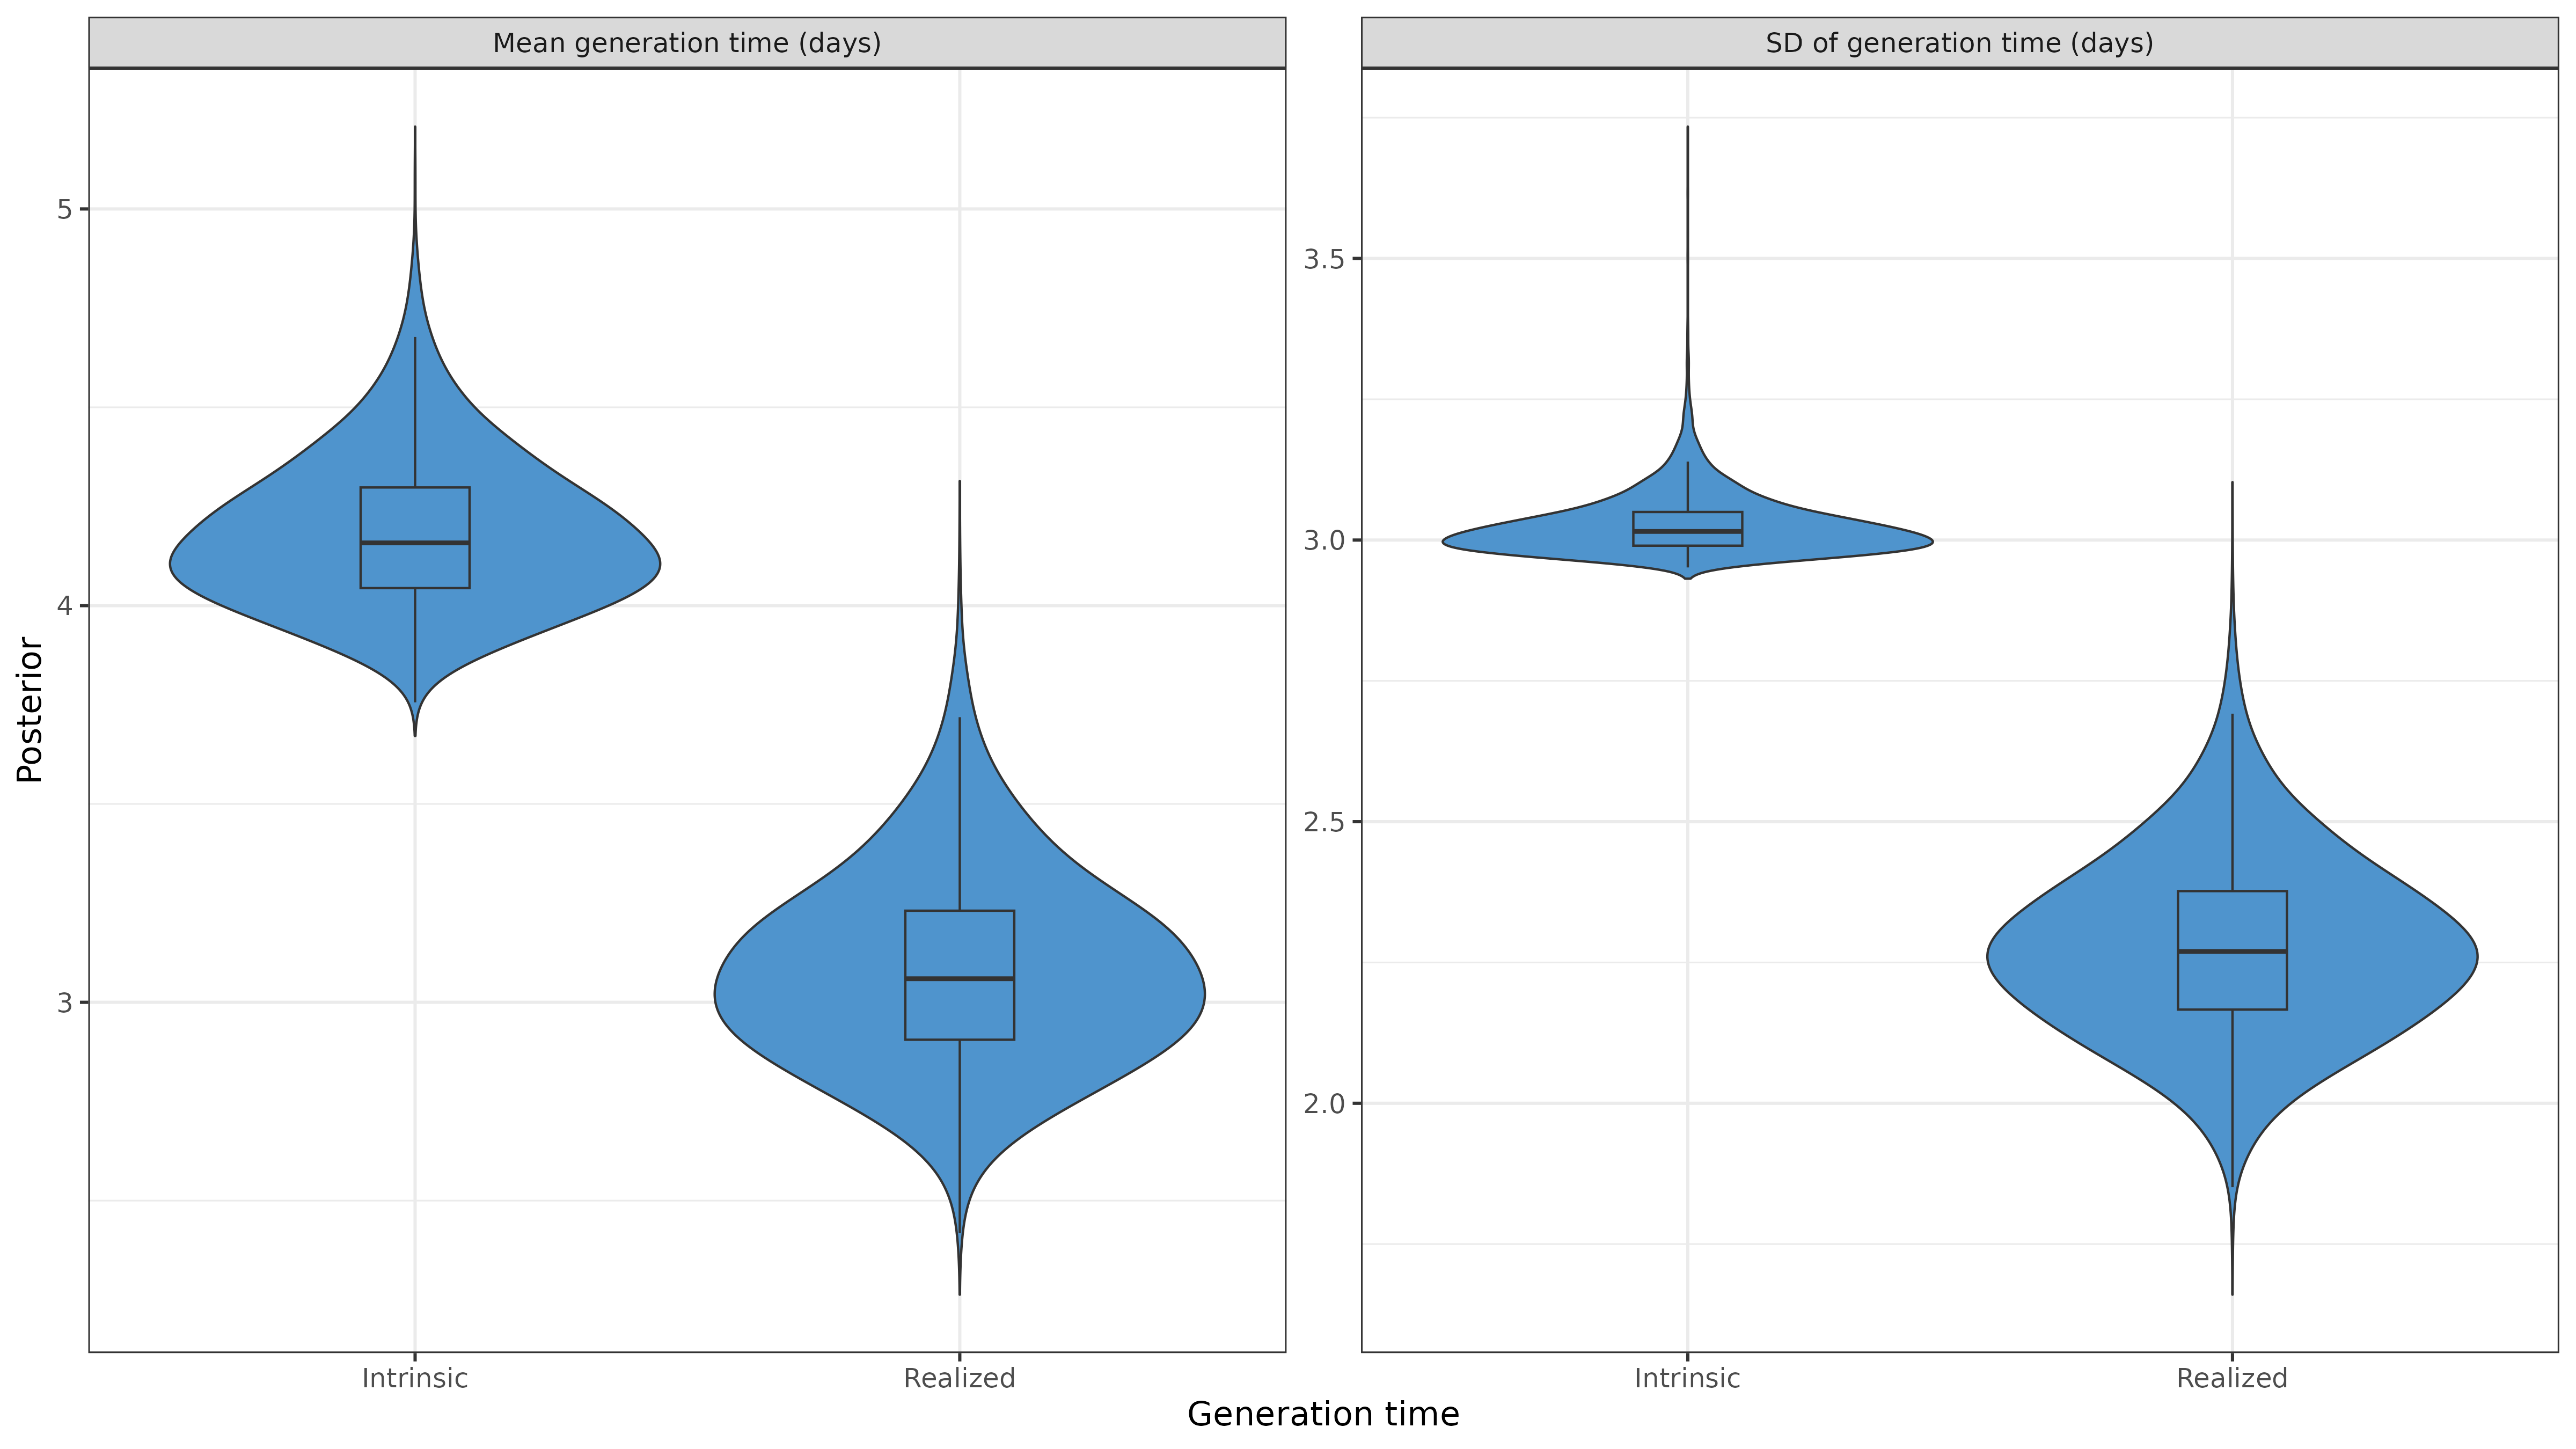 Mean generation time (days)
SD of generation time (days)
Posterior
5
4
3
3.5
3.0
2.5
2.0
Intrinsic
Realized
Intrinsic
Realized
Generation time